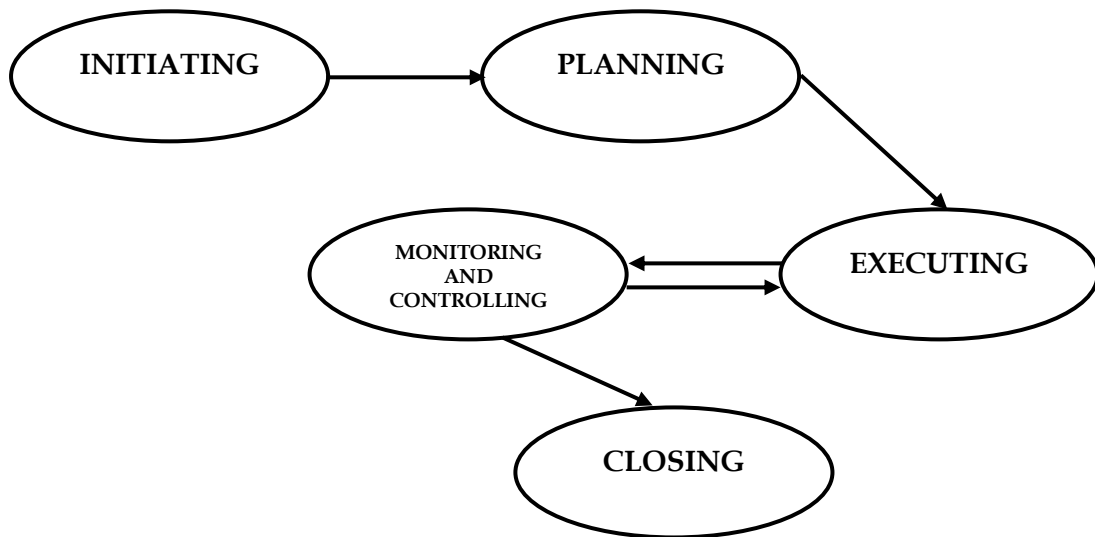 INITIATING
PLANNING
EXECUTING
MONITORING
AND
CONTROLLING
CLOSING